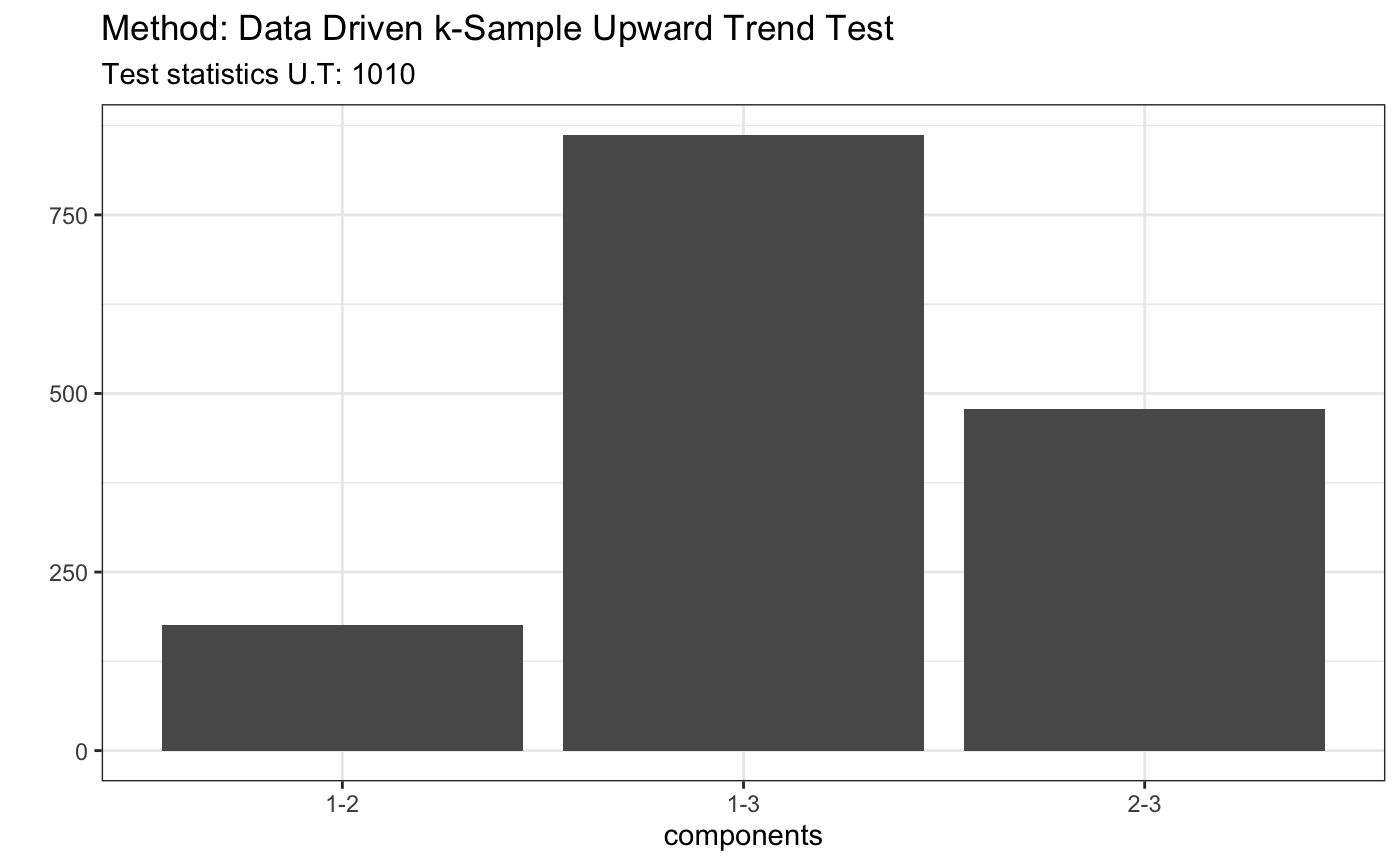 Method: Data Driven k-Sample Upward Trend Test
Test statistics U.T: 1010
750
500
250
0
1-2 1-3 2-3
components